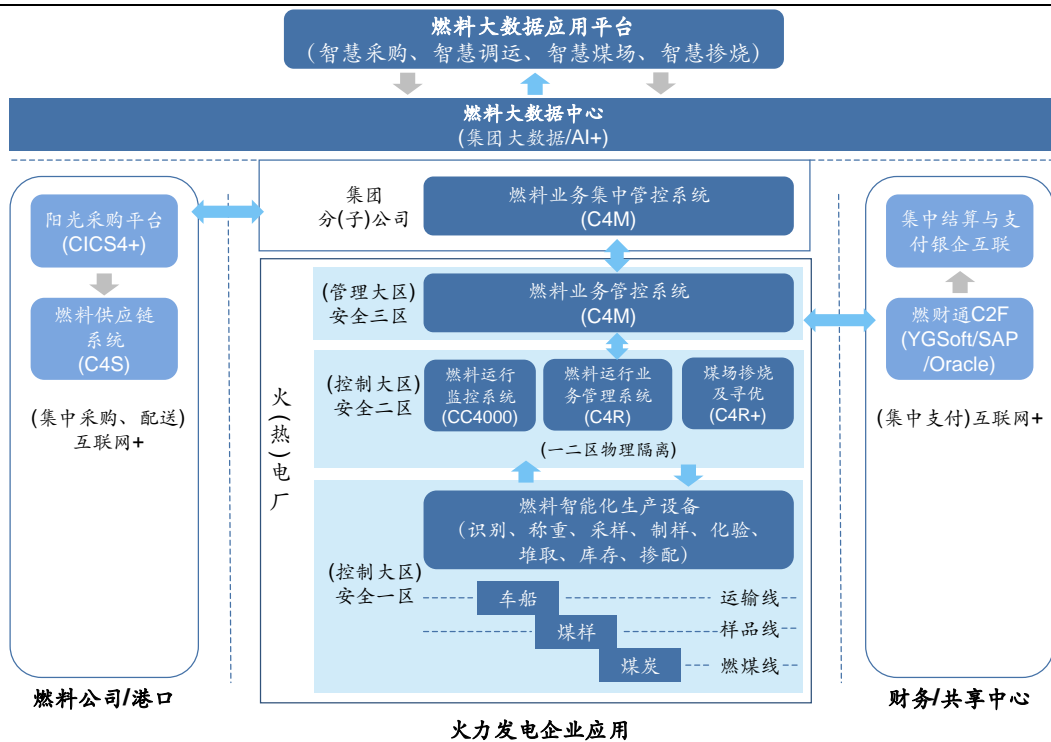 燃料大数据应用平台
（智慧采购、智慧调运、智慧煤场、智慧掺烧）
燃料大数据中心
(集团大数据/AI+)
阳光采购平台
(CICS4+)
燃料供应链
系统
(C4S)
(集中采购、配送)
互联网+
燃料公司/港口
集团
分(子)公司
燃料业务集中管控系统
(C4M)
火
(热)
电
厂
(管理大区)
安全三区
燃料业务管控系统
(C4M)
(控制大区)
安全二区
燃料运行
监控系统
(CC4000)
燃料运行业
务管理系统
(C4R)
煤场掺烧
及寻优
(C4R+)
(一二区物理隔离)
(控制大区)
安全一区
燃料智能化生产设备
（识别、称重、采样、制样、化验、
堆取、库存、掺配）
车船
运输线
煤样
样品线
煤炭
燃煤线
火力发电企业应用
集中结算与支
付银企互联
燃财通C2F
(YGSoft/SAP
/Oracle)
(集中支付)互联网+
财务/共享中心